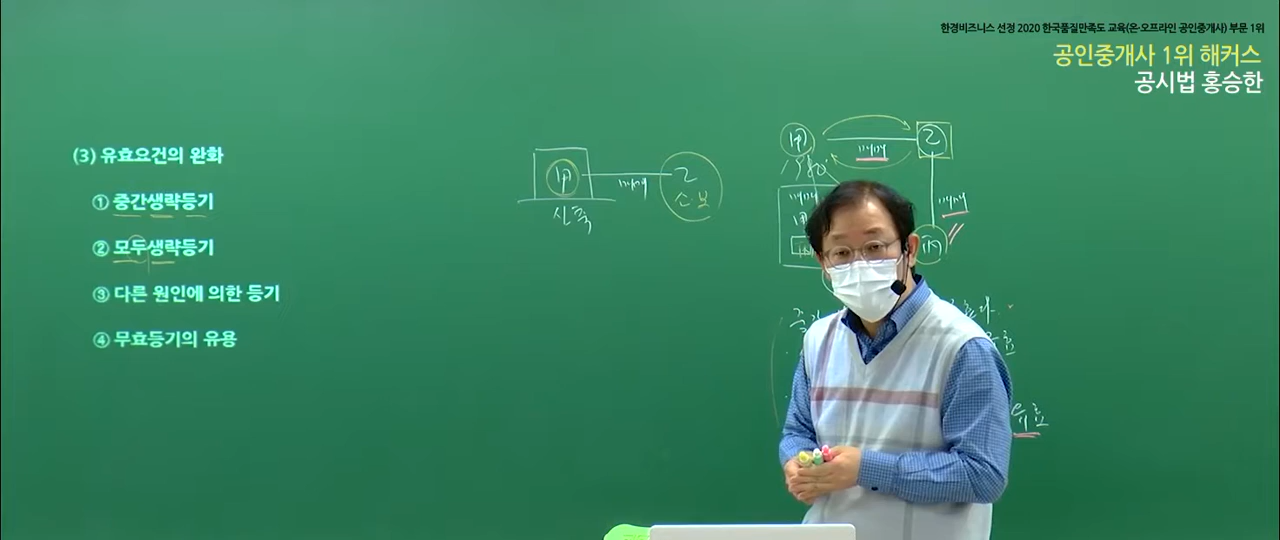 한경비즈니스 선정 2020 한국품질만족도 교육(온·오프라인 공인중개사) 부문 1위
공인중개사 1위 해커스
공시법 홍승한
(3) 유효요건의 완화
① 중간생략등기
② 모두생략등기
③ 다른 원인에 의한 등기
④ 무효등기의 유용
甲 매매 乙
신축 소·보
甲 매매 乙
매매
丙
매매
甲
유효